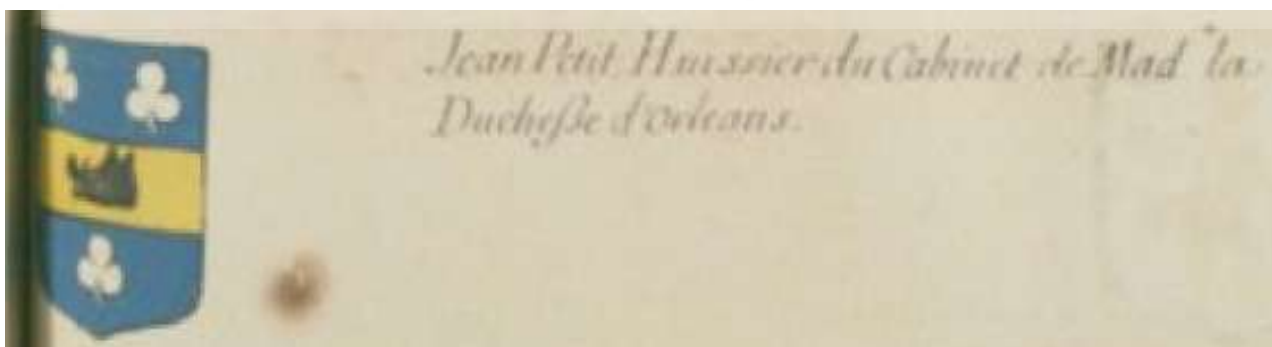 Jean Petit Huissier du Cabinet de Mad.^e la
Ducheße d'Orleans.